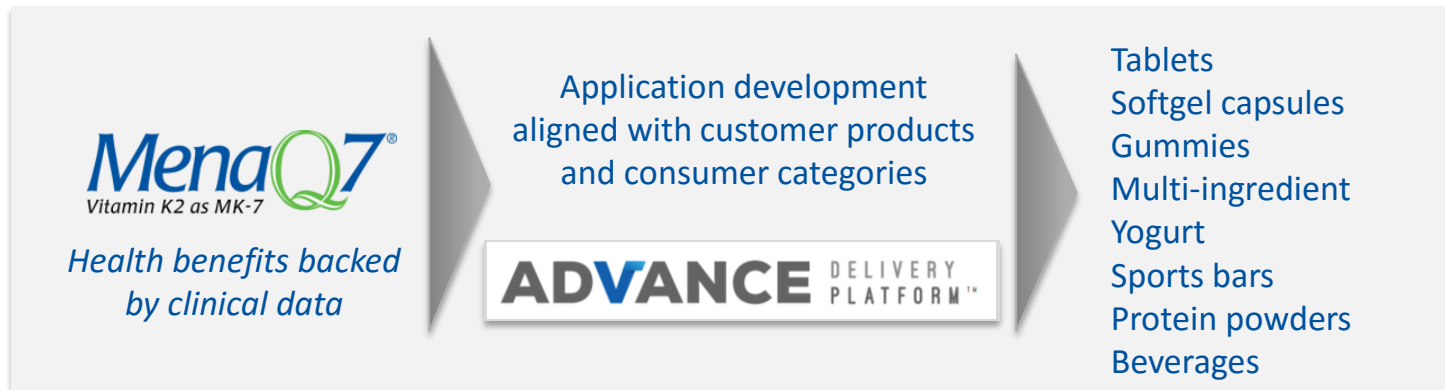 MenaQ7®
Vitamin K2 as MK-7
Health benefits backed
by clinical data
Application development
aligned with customer products
and consumer categories
ADVANCE DELIVERY
PLATFORM™
Tablets
Softgel capsules
Gummies
Multi-ingredient
Yogurt
Sports bars
Protein powders
Beverages